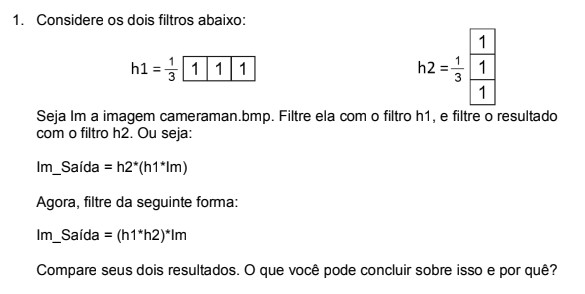 1. Considere os dois filtros abaixo:
h1 = 1/3 1 1 1
h2 = 1/3 1 1 1
Seja Im a imagem cameraman.bmp. Filtre ela com o filtro h1, e filtre o resultado
com o filtro h2. Ou seja:
Im_Saída = h2*(h1*Im)
Agora, filtre da seguinte forma:
Im_Saída = (h1*h2)*Im
Compare seus dois resultados. O que você pode concluir sobre isso e por quê?